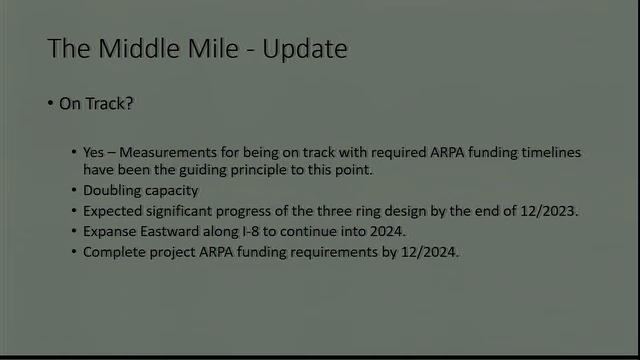 The Middle Mile - Update
• On Track?
• Yes – Measurements for being on track with required ARPA funding timelines
have been the guiding principle to this point.
• Doubling capacity
• Expected significant progress of the three ring design by the end of 12/2023.
• Expanse Eastward along I-8 to continue into 2024.
• Complete project ARPA funding requirements by 12/2024.